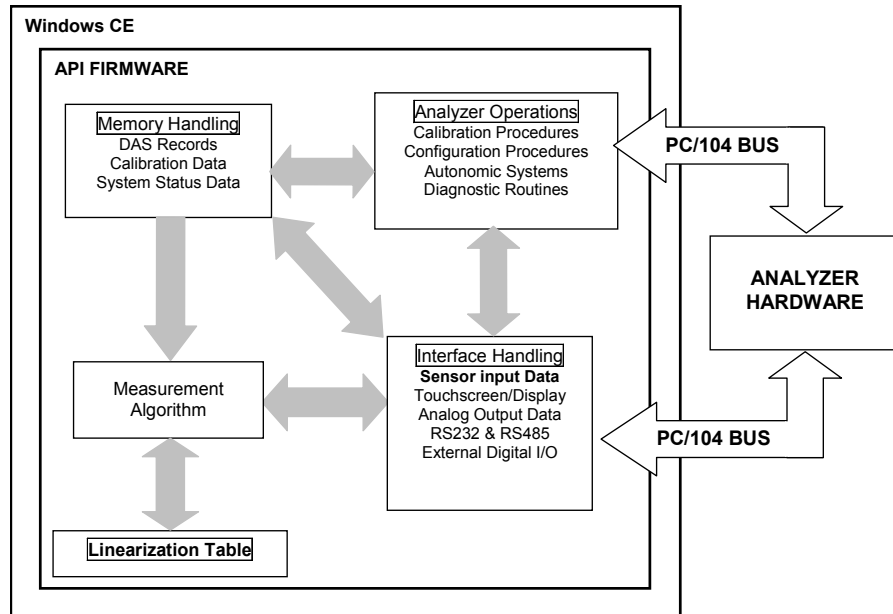 Windows CE
API FIRMWARE
Memory Handling
DAS Records
Calibration Data
System Status Data
Analyzer Operations
Calibration Procedures
Configuration Procedures
Autonomic Systems
Diagnostic Routines
PC/104 BUS
ANALYZER
HARDWARE
Measurement
Algorithm
Interface Handling
Sensor input Data
Touchscreen/Display
Analog Output Data
RS232 & RS485
External Digital I/O
PC/104 BUS
Linearization Table